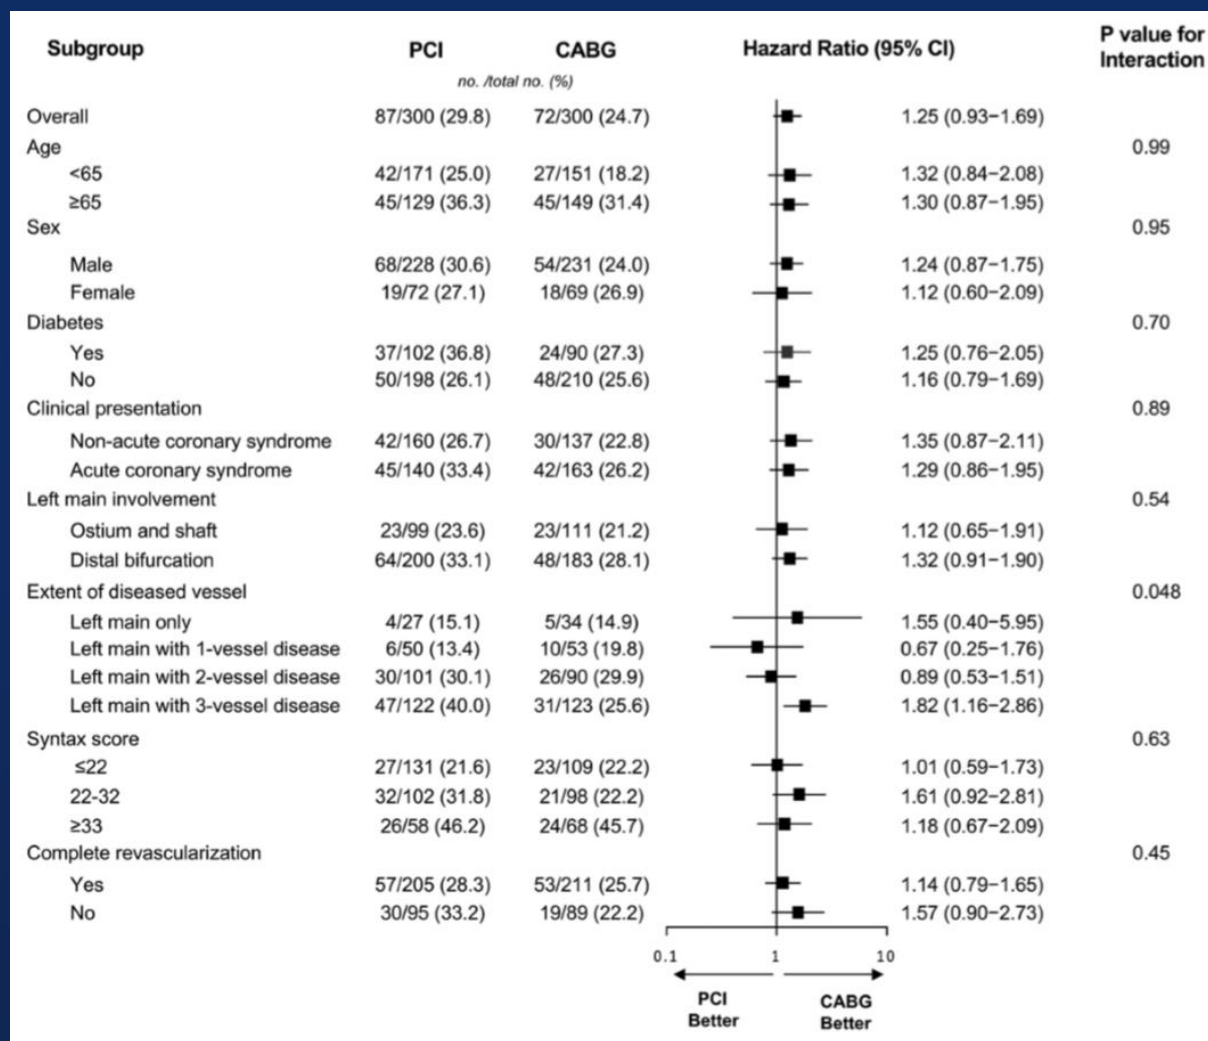 Subgroup PCI CABG Hazard Ratio (95% CI) P value for Interaction
no. /total no. (%)
Overall 87/300 (29.8) 72/300 (24.7) 1.25 (0.93−1.69)
Age 0.99
<65 42/171 (25.0) 27/151 (18.2) 1.32 (0.84−2.08)
≥65 45/129 (36.3) 45/149 (31.4) 1.30 (0.87−1.95)
Sex 0.95
Male 68/228 (30.6) 54/231 (24.0) 1.24 (0.87−1.75)
Female 19/72 (27.1) 18/69 (26.9) 1.12 (0.60−2.09)
Diabetes 0.70
Yes 37/102 (36.8) 24/90 (27.3) 1.25 (0.76−2.05)
No 50/198 (26.1) 48/210 (25.6) 1.16 (0.79−1.69)
Clinical presentation 0.89
Non-acute coronary syndrome 42/160 (26.7) 30/137 (22.8) 1.35 (0.87−2.11)
Acute coronary syndrome 45/140 (33.4) 42/163 (26.2) 1.29 (0.86−1.95)
Left main involvement 0.54
Ostium and shaft 23/99 (23.6) 23/111 (21.2) 1.12 (0.65−1.91)
Distal bifurcation 64/200 (33.1) 48/183 (28.1) 1.32 (0.91−1.90)
Extent of diseased vessel 0.048
Left main only 4/27 (15.1) 5/34 (14.9) 1.55 (0.40−5.95)
Left main with 1-vessel disease 6/50 (13.4) 10/53 (19.8) 0.67 (0.25−1.76)
Left main with 2-vessel disease 30/101 (30.1) 26/90 (29.9) 0.89 (0.53−1.51)
Left main with 3-vessel disease 47/122 (40.0) 31/123 (25.6) 1.82 (1.16−2.86)
Syntax score 0.63
≤22 27/131 (21.6) 23/109 (22.2) 1.01 (0.59−1.73)
22-32 32/102 (31.8) 21/98 (22.2) 1.61 (0.92−2.81)
≥33 26/58 (46.2) 24/68 (45.7) 1.18 (0.67−2.09)
Complete revascularization 0.45
Yes 57/205 (28.3) 53/211 (25.7) 1.14 (0.79−1.65)
No 30/95 (33.2) 19/89 (22.2) 1.57 (0.90−2.73)
0.1 1 10
PCI CABG
Better Better